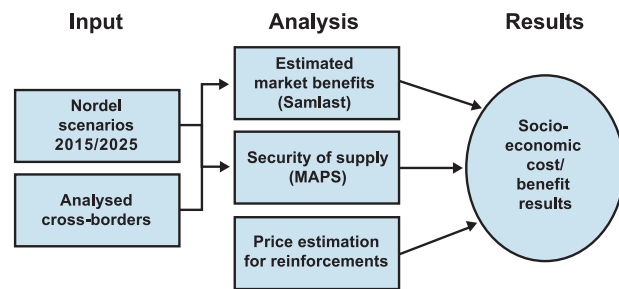 Input
Analysis
Results
Nordel
scenarios
2015/2025
Analysed
cross-borders
Estimated
market benefits
(Samlast)
Security of supply
(MAPS)
Price estimation
for reinforcements
Socio-
economic
cost/
benefit
results